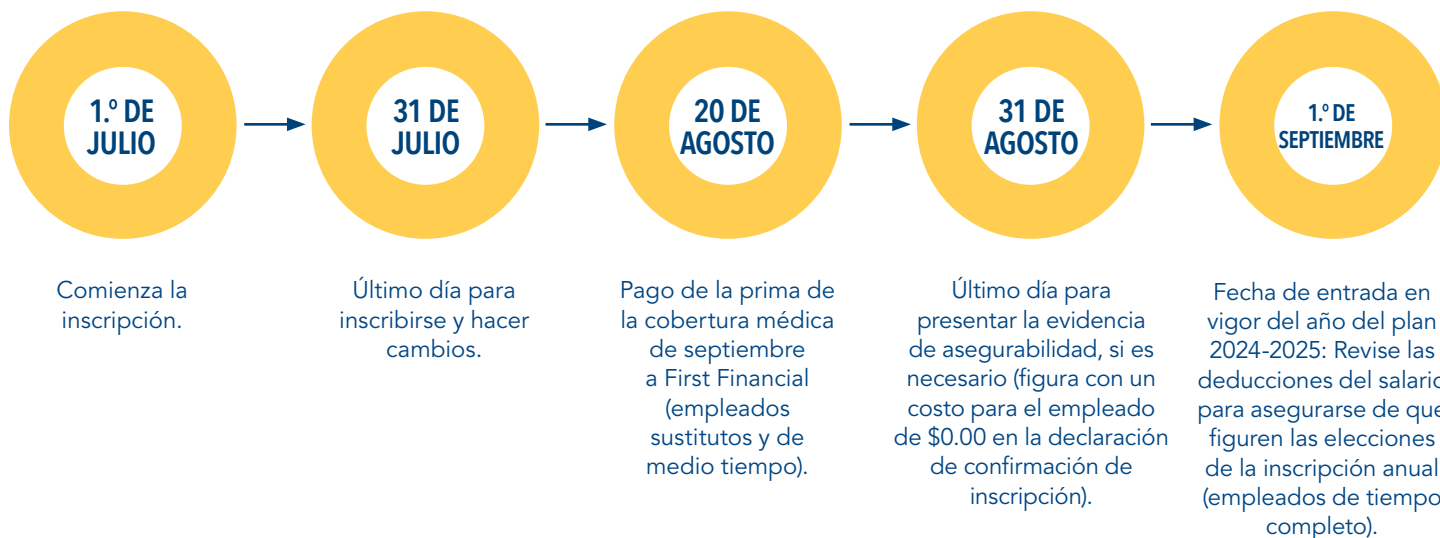 1.º DE
JULIO
31 DE
JULIO
20 DE
AGOSTO
31 DE
AGOSTO
1.º DE
SEPTIEMBRE
Comienza la
inscripción.
Último día para
inscribirse y hacer
cambios.
Pago de la prima de
la cobertura médica
de septiembre
a First Financial
(empleados
sustitutos y de
medio tiempo).
Último día para
presentar la evidencia
de asegurabilidad, si es
necesario (figura con un
costo para el empleado
de $0.00 en la declaración
de confirmación de
inscripción).
Fecha de entrada en
vigor del año del plan
2024-2025: Revise las
deducciones del salario
para asegurarse de que
figuren las elecciones
de la inscripción anual
(empleados de tiempo
completo).